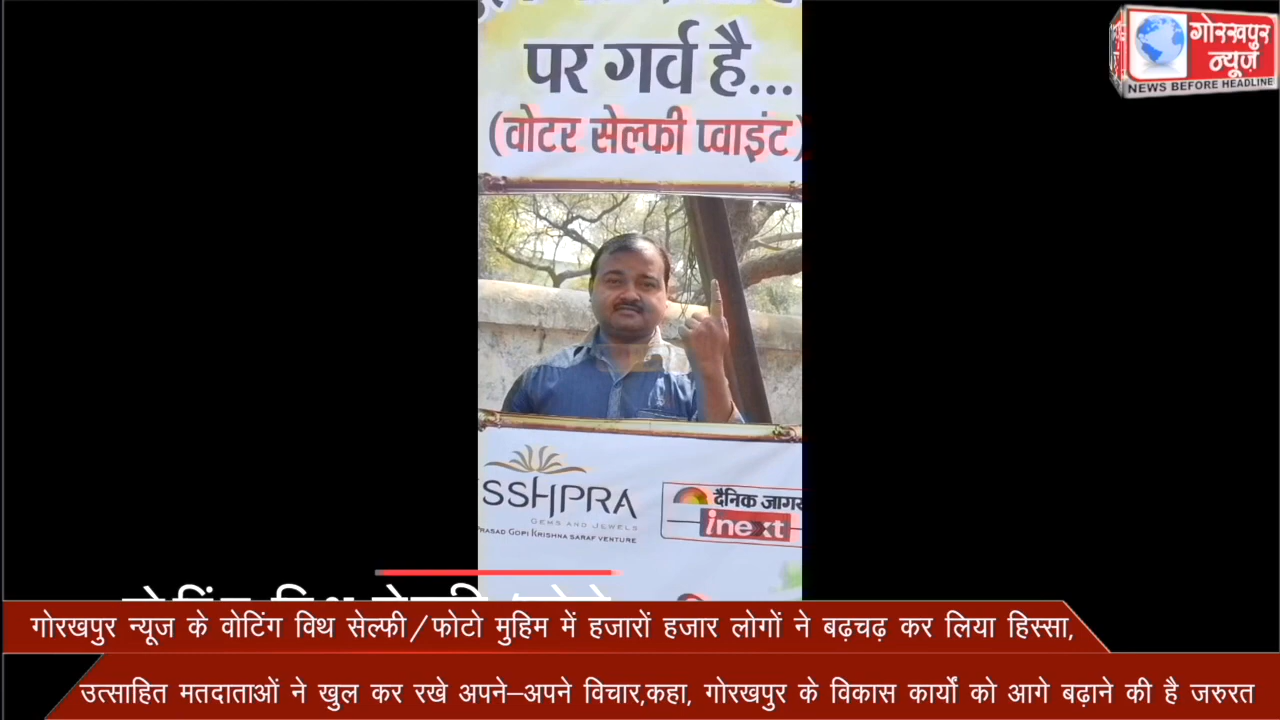 पर गर्व है...
(वोटर सेल्फी प्वाइंट)
गोरखपुर
न्यूज़
NEWS BEFORE HEADLINE
SSHPRA
GEMS AND JEWELS
PRASAD GOPI KRISHNA SARAF VENTURE
दैनिक जागर
inext
गोरखपुर न्यूज के वोटिंग विथ सेल्फी/फोटो मुहिम में हजारों हजार लोगों ने बढ़चढ़ कर लिया हिस्सा,
उत्साहित मतदाताओं ने खुल कर रखे अपने–अपने विचार,कहा, गोरखपुर के विकास कार्यों को आगे बढ़ाने की है जरुरत